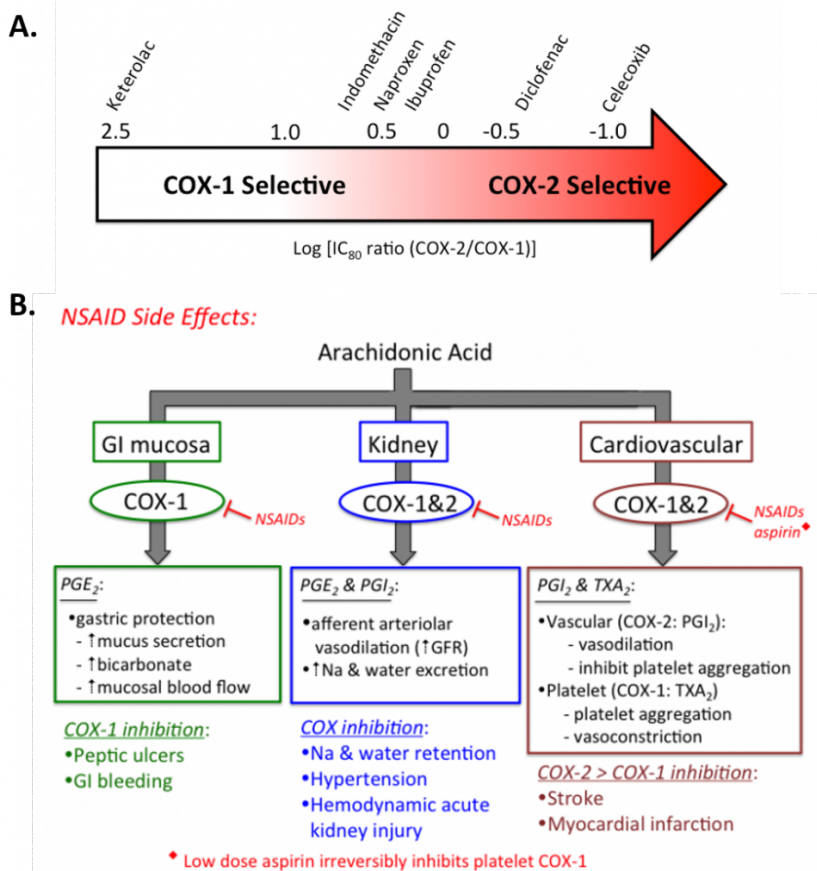 A.
Keterolac
Indomethacin
Naproxen
Ibuprofen
Diclofenac
Celecoxib
2.5 1.0 0.5 0 -0.5 -1.0
COX-1 Selective COX-2 Selective
Log [IC₈₀ ratio (COX-2/COX-1)]
B.
NSAID Side Effects:
Arachidonic Acid
GI mucosa
COX-1
NSAIDs
PGE₂:
•gastric protection
- ↑mucus secretion
- ↑bicarbonate
- ↑mucosal blood flow
COX-1 inhibition:
•Peptic ulcers
•GI bleeding
Kidney
COX-1&2
NSAIDs
PGE₂ & PGI₂:
•afferent arteriolar
vasodilation (↑GFR)
•↑Na & water excretion
COX inhibition:
•Na & water retention
•Hypertension
•Hemodynamic acute
kidney injury
Cardiovascular
COX-1&2
NSAIDs
aspirin◆
PGI₂ & TXA₂:
•Vascular (COX-2: PGI₂):
- vasodilation
- inhibit platelet aggregation
•Platelet (COX-1: TXA₂)
- platelet aggregation
- vasoconstriction
COX-2 > COX-1 inhibition:
•Stroke
•Myocardial infarction
◆ Low dose aspirin irreversibly inhibits platelet COX-1